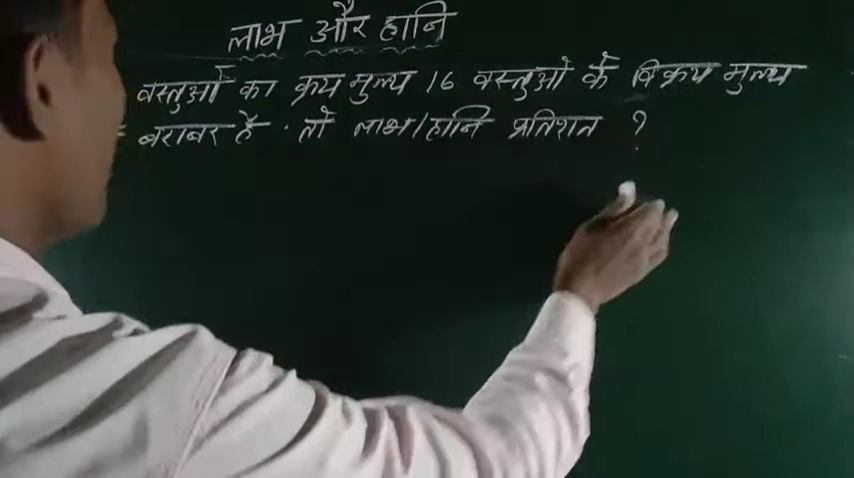 लाभ और हानि
वस्तुओं का क्रय मुल्य 16 वस्तुओं के विक्रय मुल्य
बराबर है . तो लाभ/हानि प्रतिशत ?